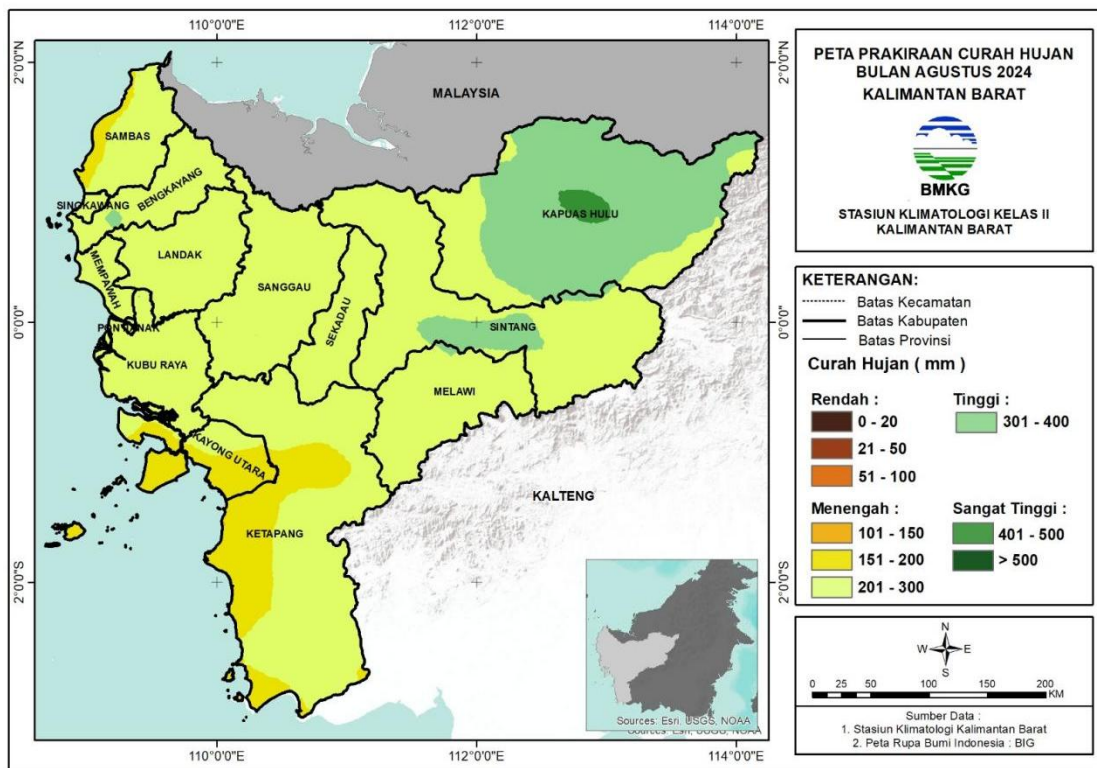 110°0'0"E
112°0'0"E
114°0'0"E
2°0'0"N
2°0'0"N
0°0'0"
0°0'0"
2°0'0"S
2°0'0"S
MALAYSIA
SAMBAS
SINGKAWANG
BENGKAYANG
KAPUAS HULU
LANDAK
MEMPAWAH
SANGGAU
SEKADAU
SINTANG
KUBU RAYA
MELAWI
KAYONG UTARA
KETAPANG
KALTENG
Sources: Esri, USGS, NOAA
Sources: Esri, USGS, NOAA
110°0'0"E
112°0'0"E
114°0'0"E
PETA PRAKIRAAN CURAH HUJAN
BULAN AGUSTUS 2024
KALIMANTAN BARAT
BMKG
STASIUN KLIMATOLOGI KELAS II
KALIMANTAN BARAT
KETERANGAN:
Batas Kecamatan
Batas Kabupaten
Batas Provinsi
Curah Hujan ( mm )
Rendah :
0 - 20
21 - 50
51 - 100
Menengah :
101 - 150
151 - 200
201 - 300
Tinggi :
301 - 400
Sangat Tinggi :
401 - 500
> 500
N
W E
S
0 25 50 100 150 200
KM
Sumber Data :
1. Stasiun Klimatologi Kalimantan Barat
2. Peta Rupa Bumi Indonesia : BIG